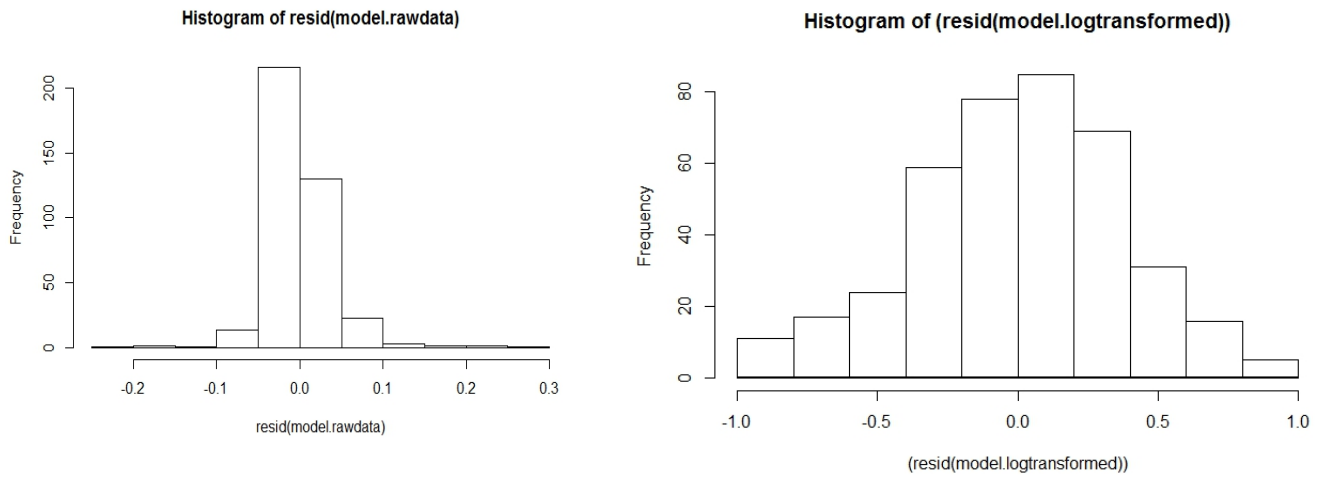 Histogram of resid(model.rawdata)
Frequency
200
150
100
50
0
-0.2 -0.1 0.0 0.1 0.2 0.3
resid(model.rawdata)
Histogram of (resid(model.logtransformed))
Frequency
80
60
40
20
0
-1.0 -0.5 0.0 0.5 1.0
(resid(model.logtransformed))